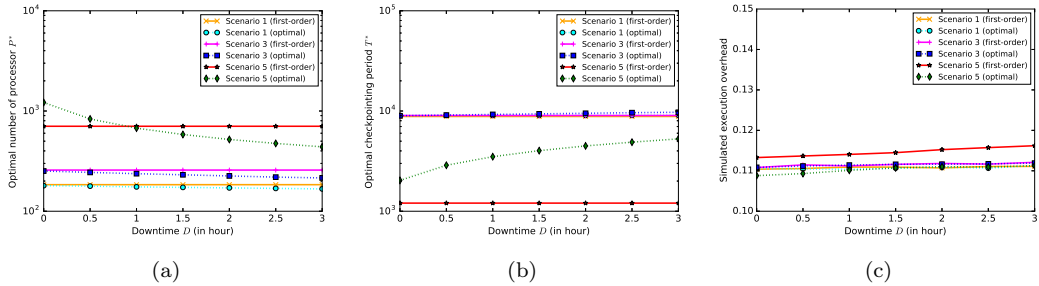 10^4
10^3
10^2
Optimal number of processor P*
0 0.5 1 1.5 2 2.5 3
Downtime D (in hour)
Scenario 1 (first-order)
Scenario 1 (optimal)
Scenario 3 (first-order)
Scenario 3 (optimal)
Scenario 5 (first-order)
Scenario 5 (optimal)
(a)
10^5
10^4
10^3
Optimal checkpointing period T*
0 0.5 1 1.5 2 2.5 3
Downtime D (in hour)
Scenario 1 (first-order)
Scenario 1 (optimal)
Scenario 3 (first-order)
Scenario 3 (optimal)
Scenario 5 (first-order)
Scenario 5 (optimal)
(b)
0.15
0.14
0.13
0.12
0.11
0.10
Simulated execution overhead
0 0.5 1 1.5 2 2.5 3
Downtime D (in hour)
Scenario 1 (first-order)
Scenario 1 (optimal)
Scenario 3 (first-order)
Scenario 3 (optimal)
Scenario 5 (first-order)
Scenario 5 (optimal)
(c)